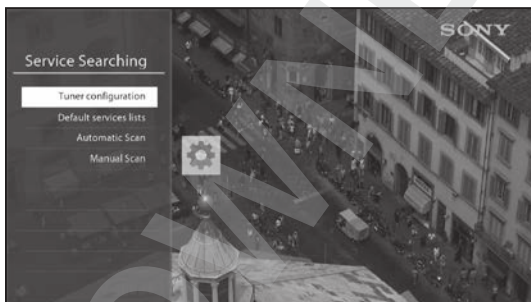 SONY
Service Searching
Tuner configuration
Default services lists
Automatic Scan
Manual Scan